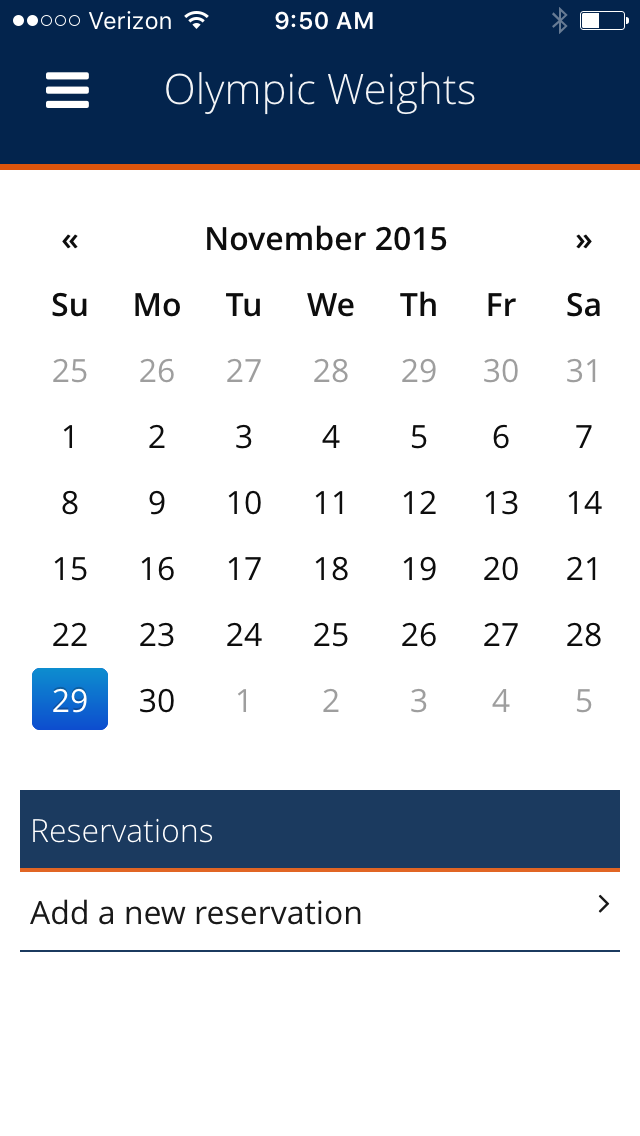 Verizon 9:50 AM
Olympic Weights
« November 2015 »
Su Mo Tu We Th Fr Sa
25 26 27 28 29 30 31
1 2 3 4 5 6 7
8 9 10 11 12 13 14
15 16 17 18 19 20 21
22 23 24 25 26 27 28
29 30 1 2 3 4 5
Reservations
Add a new reservation